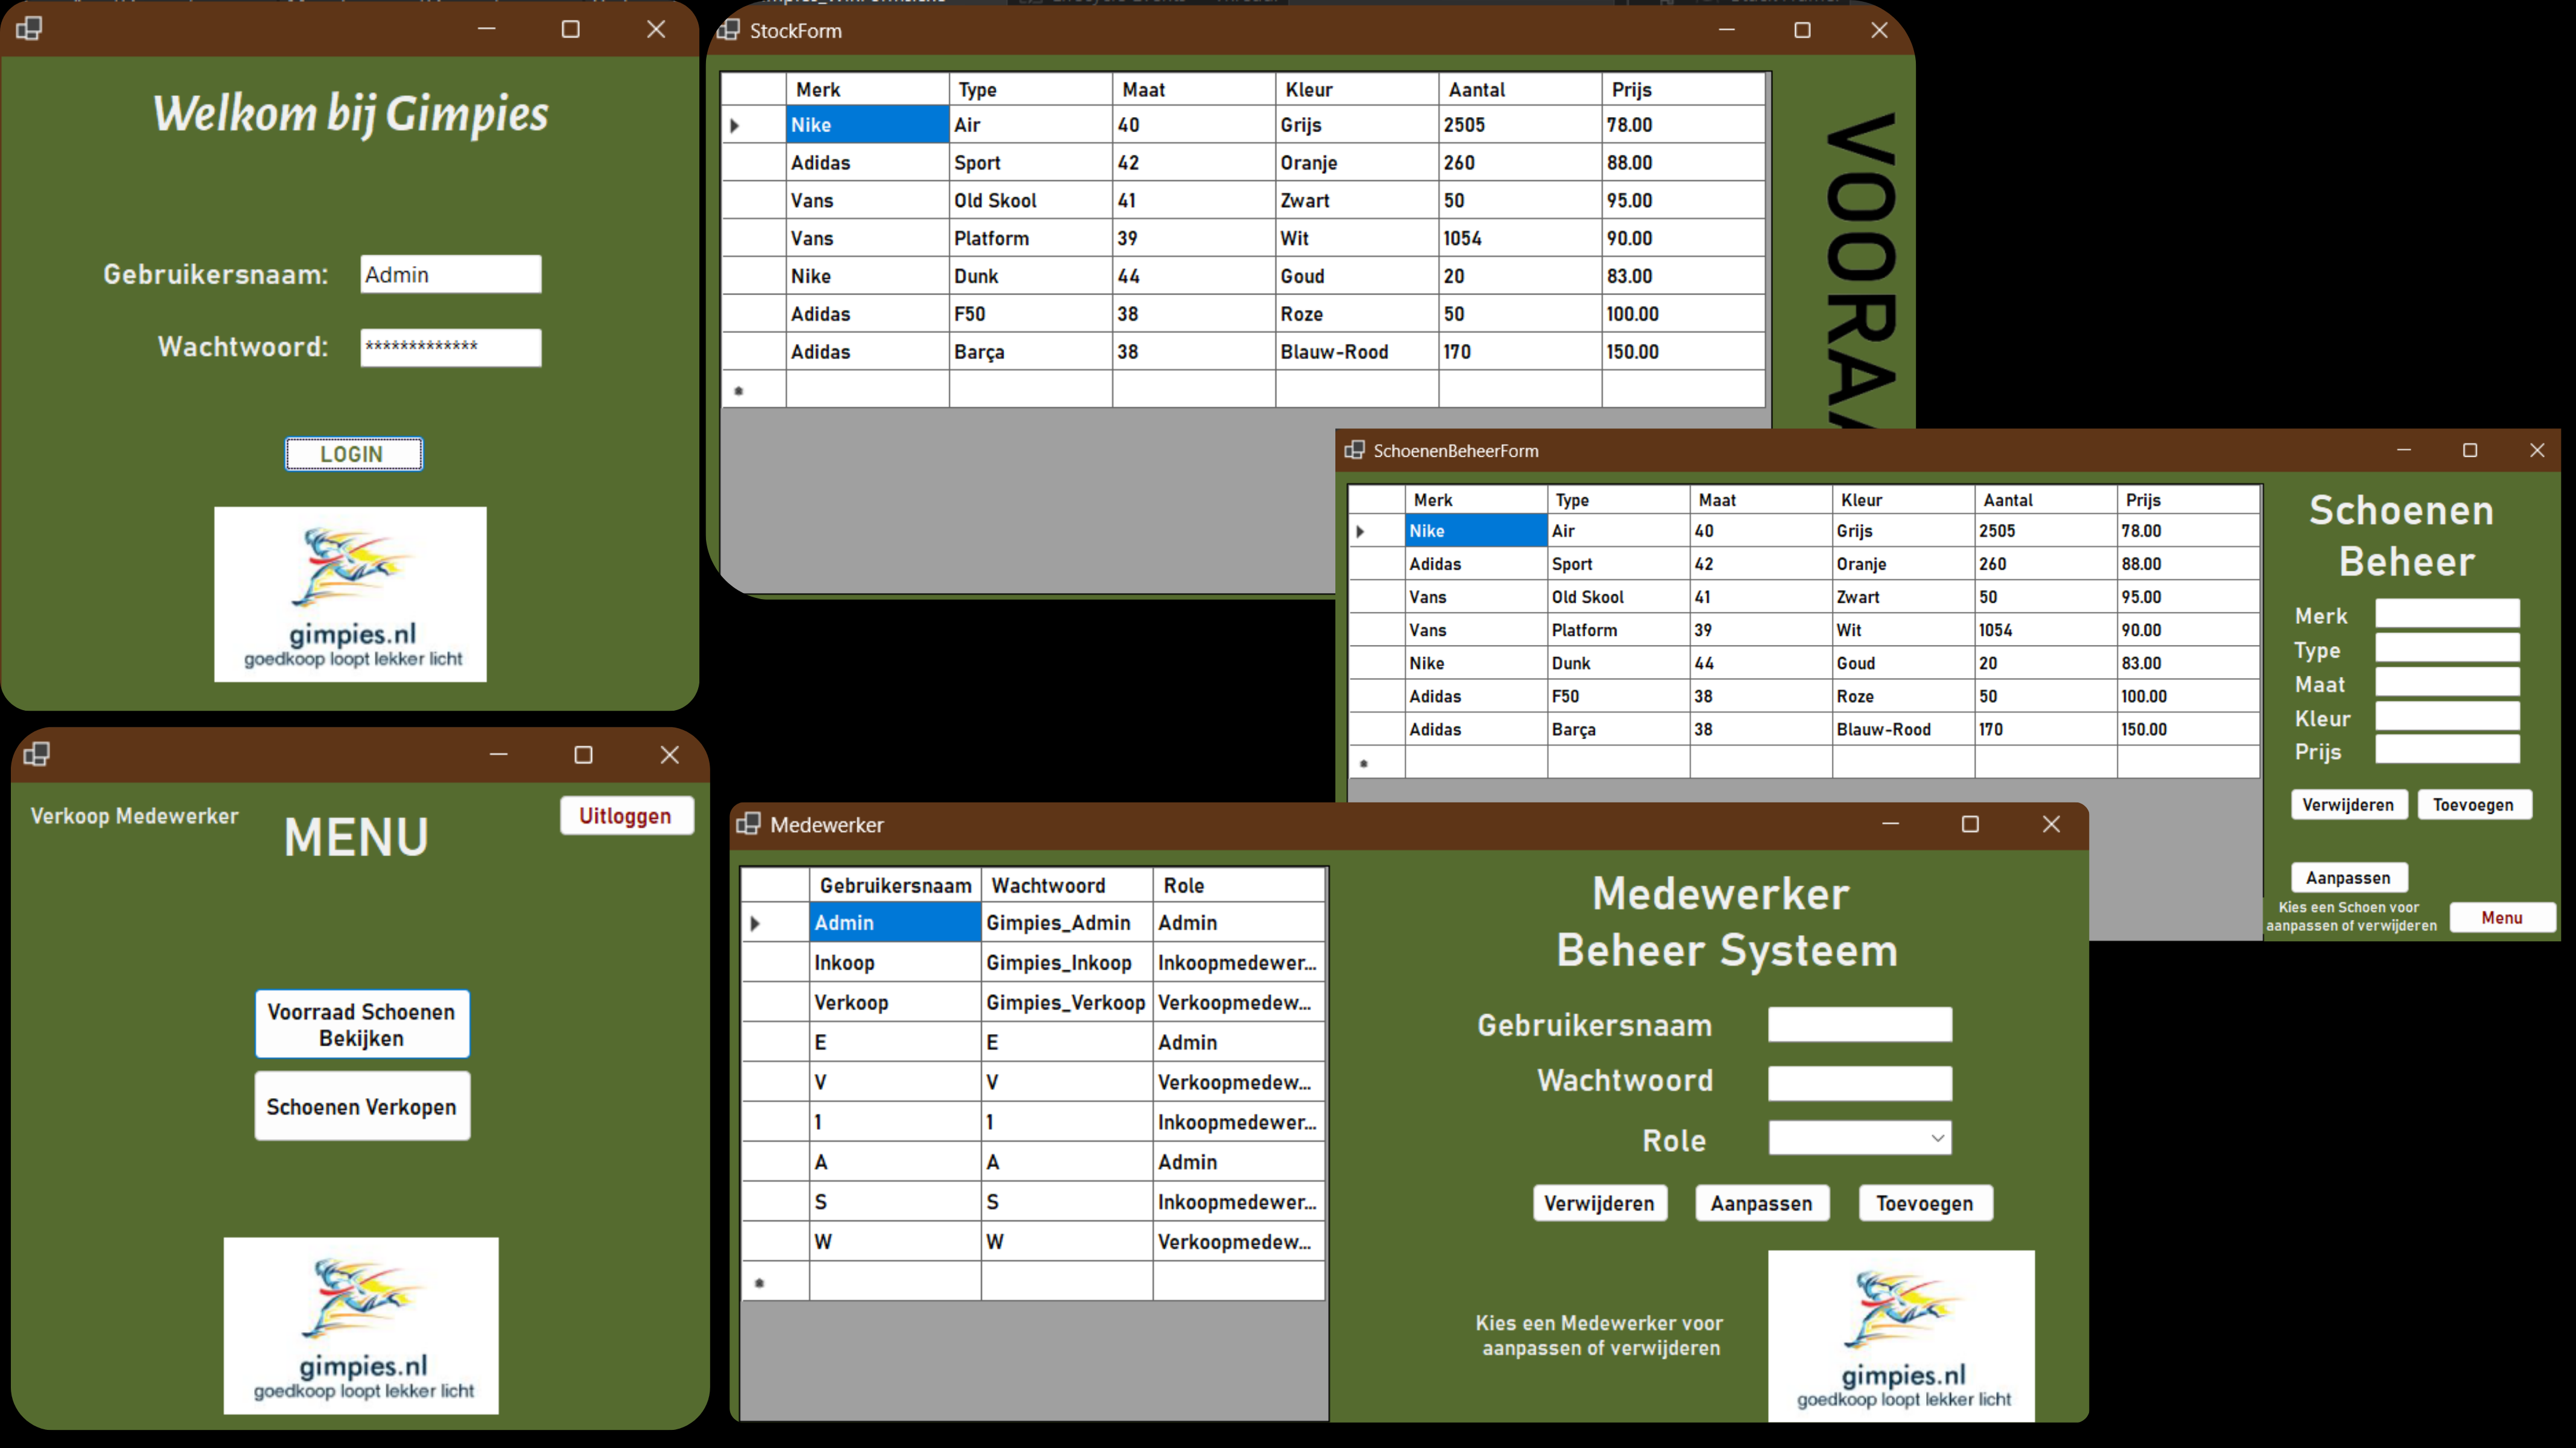 Welkom bij Gimpies
Gebruikersnaam: Admin
Wachtwoord: *************
LOGIN
gimpies.nl
goedkoop loopt lekker licht
StockForm
Merk Type Maat Kleur Aantal Prijs
Nike Air 40 Grijs 2505 78.00
Adidas Sport 42 Oranje 260 88.00
Vans Old Skool 41 Zwart 50 95.00
Vans Platform 39 Wit 1054 90.00
Nike Dunk 44 Goud 20 83.00
Adidas F50 38 Roze 50 100.00
Adidas Barça 38 Blauw-Rood 170 150.00
VOORAA
SchoenenBeheerForm
Merk Type Maat Kleur Aantal Prijs
Nike Air 40 Grijs 2505 78.00
Adidas Sport 42 Oranje 260 88.00
Vans Old Skool 41 Zwart 50 95.00
Vans Platform 39 Wit 1054 90.00
Nike Dunk 44 Goud 20 83.00
Adidas F50 38 Roze 50 100.00
Adidas Barça 38 Blauw-Rood 170 150.00
Schoenen
Beheer
Merk
Type
Maat
Kleur
Prijs
Verwijderen Toevoegen
Aanpassen
Kies een Schoen voor
aanpassen of verwijderen
Menu
Verkoop Medewerker
MENU
Uitloggen
Voorraad Schoenen
Bekijken
Schoenen Verkopen
gimpies.nl
goedkoop loopt lekker licht
Medewerker
Gebruikersnaam Wachtwoord Role
Admin Gimpies_Admin Admin
Inkoop Gimpies_Inkoop Inkoopmedewer...
Verkoop Gimpies_Verkoop Verkoopmedew...
E E Admin
V V Verkoopmedew...
1 1 Inkoopmedewer...
A A Admin
S S Inkoopmedewer...
W W Verkoopmedew...
Medewerker
Beheer Systeem
Gebruikersnaam
Wachtwoord
Role
Verwijderen Aanpassen Toevoegen
Kies een Medewerker voor
aanpassen of verwijderen
gimpies.nl
goedkoop loopt lekker licht